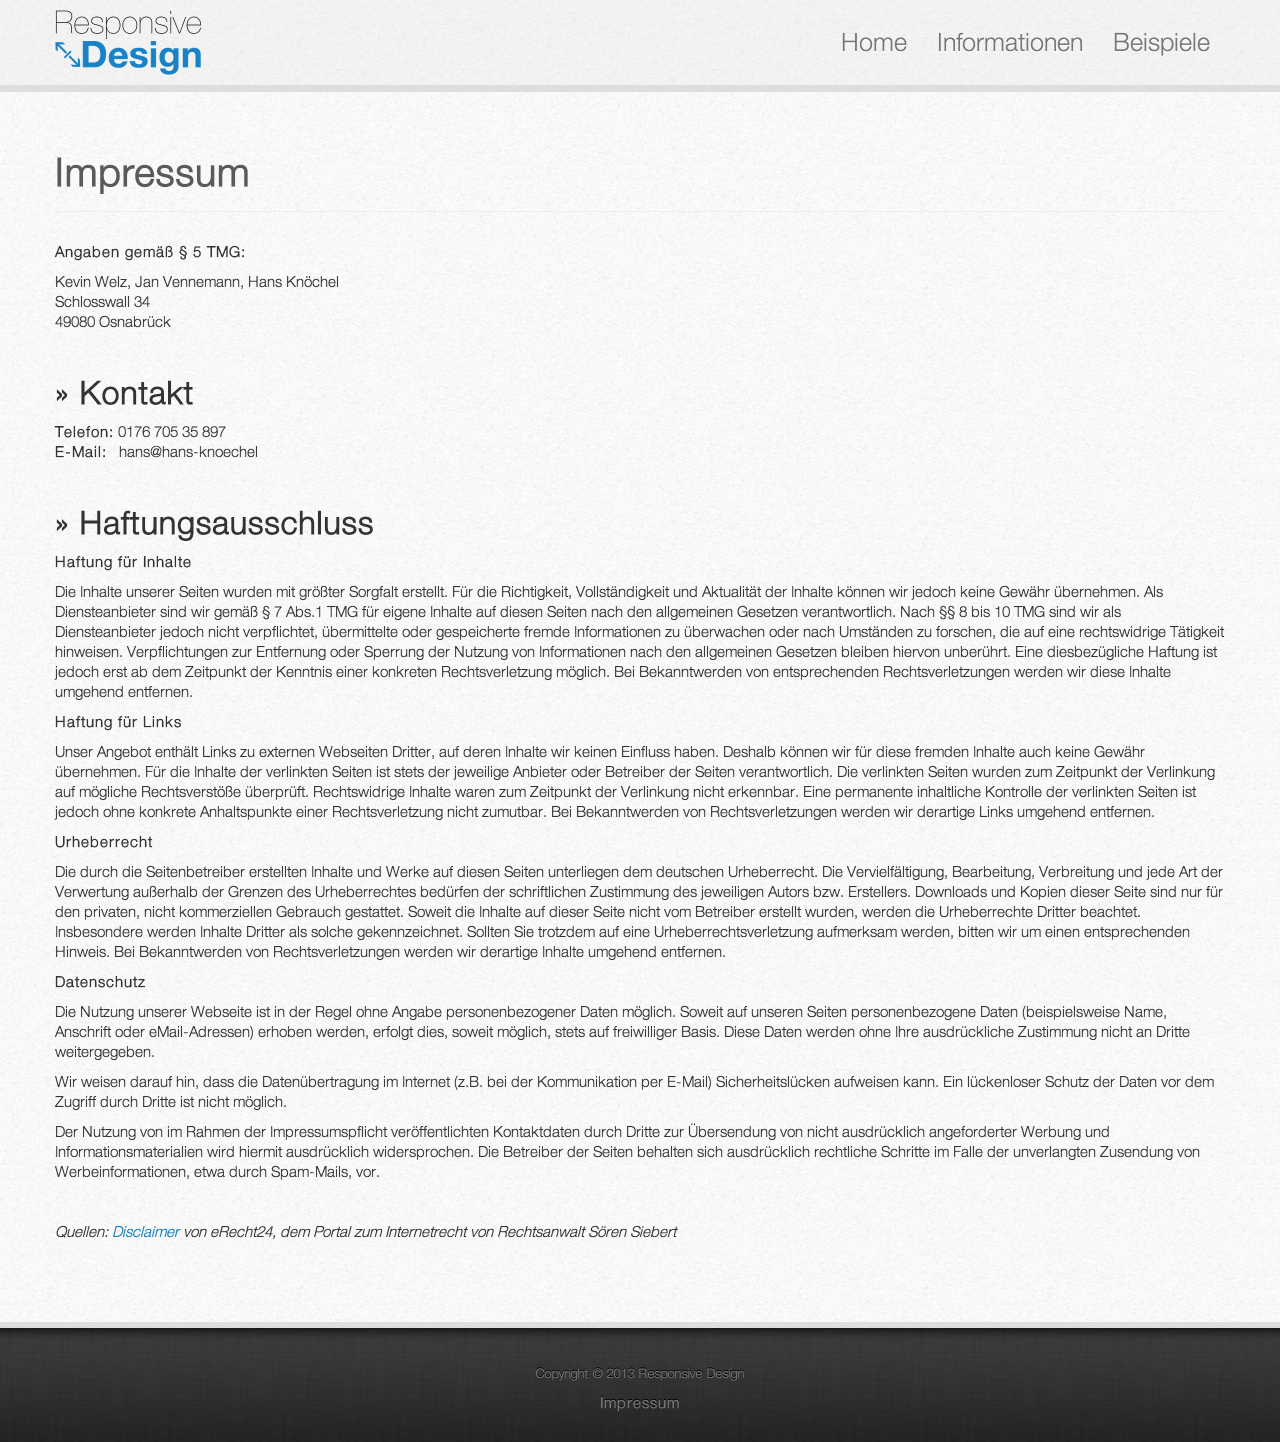 Responsive
Design
Home Informationen Beispiele
Impressum
Angaben gemäß § 5 TMG:
Kevin Welz, Jan Vennemann, Hans Knöchel
Schlosswall 34
49080 Osnabrück
» Kontakt
Telefon: 0176 705 35 897
E-Mail: hans@hans-knoechel
» Haftungsausschluss
Haftung für Inhalte
Die Inhalte unserer Seiten wurden mit größter Sorgfalt erstellt. Für die Richtigkeit, Vollständigkeit und Aktualität der Inhalte können wir jedoch keine Gewähr übernehmen. Als
Diensteanbieter sind wir gemäß § 7 Abs.1 TMG für eigene Inhalte auf diesen Seiten nach den allgemeinen Gesetzen verantwortlich. Nach §§ 8 bis 10 TMG sind wir als
Diensteanbieter jedoch nicht verpflichtet, übermittelte oder gespeicherte fremde Informationen zu überwachen oder nach Umständen zu forschen, die auf eine rechtswidrige Tätigkeit
hinweisen. Verpflichtungen zur Entfernung oder Sperrung der Nutzung von Informationen nach den allgemeinen Gesetzen bleiben hiervon unberührt. Eine diesbezügliche Haftung ist
jedoch erst ab dem Zeitpunkt der Kenntnis einer konkreten Rechtsverletzung möglich. Bei Bekanntwerden von entsprechenden Rechtsverletzungen werden wir diese Inhalte
umgehend entfernen.
Haftung für Links
Unser Angebot enthält Links zu externen Webseiten Dritter, auf deren Inhalte wir keinen Einfluss haben. Deshalb können wir für diese fremden Inhalte auch keine Gewähr
übernehmen. Für die Inhalte der verlinkten Seiten ist stets der jeweilige Anbieter oder Betreiber der Seiten verantwortlich. Die verlinkten Seiten wurden zum Zeitpunkt der Verlinkung
auf mögliche Rechtsverstöße überprüft. Rechtswidrige Inhalte waren zum Zeitpunkt der Verlinkung nicht erkennbar. Eine permanente inhaltliche Kontrolle der verlinkten Seiten ist
jedoch ohne konkrete Anhaltspunkte einer Rechtsverletzung nicht zumutbar. Bei Bekanntwerden von Rechtsverletzungen werden wir derartige Links umgehend entfernen.
Urheberrecht
Die durch die Seitenbetreiber erstellten Inhalte und Werke auf diesen Seiten unterliegen dem deutschen Urheberrecht. Die Vervielfältigung, Bearbeitung, Verbreitung und jede Art der
Verwertung außerhalb der Grenzen des Urheberrechtes bedürfen der schriftlichen Zustimmung des jeweiligen Autors bzw. Erstellers. Downloads und Kopien dieser Seite sind nur für
den privaten, nicht kommerziellen Gebrauch gestattet. Soweit die Inhalte auf dieser Seite nicht vom Betreiber erstellt wurden, werden die Urheberrechte Dritter beachtet.
Insbesondere werden Inhalte Dritter als solche gekennzeichnet. Sollten Sie trotzdem auf eine Urheberrechtsverletzung aufmerksam werden, bitten wir um einen entsprechenden
Hinweis. Bei Bekanntwerden von Rechtsverletzungen werden wir derartige Inhalte umgehend entfernen.
Datenschutz
Die Nutzung unserer Webseite ist in der Regel ohne Angabe personenbezogener Daten möglich. Soweit auf unseren Seiten personenbezogene Daten (beispielsweise Name,
Anschrift oder eMail-Adressen) erhoben werden, erfolgt dies, soweit möglich, stets auf freiwilliger Basis. Diese Daten werden ohne Ihre ausdrückliche Zustimmung nicht an Dritte
weitergegeben.
Wir weisen darauf hin, dass die Datenübertragung im Internet (z.B. bei der Kommunikation per E-Mail) Sicherheitslücken aufweisen kann. Ein lückenloser Schutz der Daten vor dem
Zugriff durch Dritte ist nicht möglich.
Der Nutzung von im Rahmen der Impressumspflicht veröffentlichten Kontaktdaten durch Dritte zur Übersendung von nicht ausdrücklich angeforderter Werbung und
Informationsmaterialien wird hiermit ausdrücklich widersprochen. Die Betreiber der Seiten behalten sich ausdrücklich rechtliche Schritte im Falle der unverlangten Zusendung von
Werbeinformationen, etwa durch Spam-Mails, vor.
Quellen: Disclaimer von eRecht24, dem Portal zum Internetrecht von Rechtsanwalt Sören Siebert
Copyright © 2013 Responsive Design
Impressum